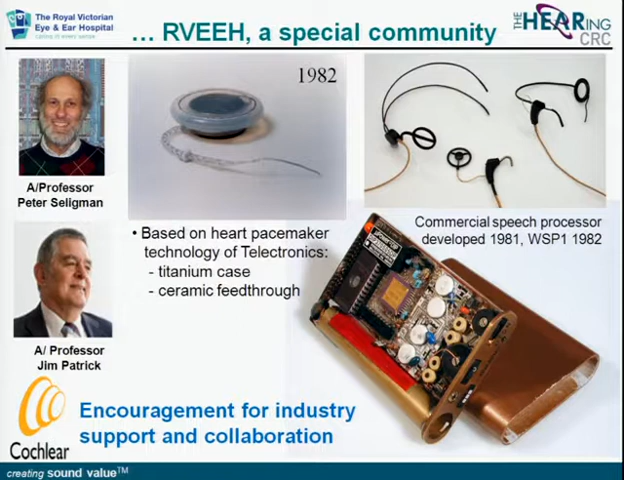 The Royal Victorian
Eye & Ear Hospital
… RVEEH, a special community
THE HEARing
CRC
1982
A/Professor
Peter Seligman
• Based on heart pacemaker
technology of Telectronics:
- titanium case
- ceramic feedthrough
Commercial speech processor
developed 1981, WSP1 1982
A/ Professor
Jim Patrick
Encouragement for industry
support and collaboration
Cochlear
creating sound value™